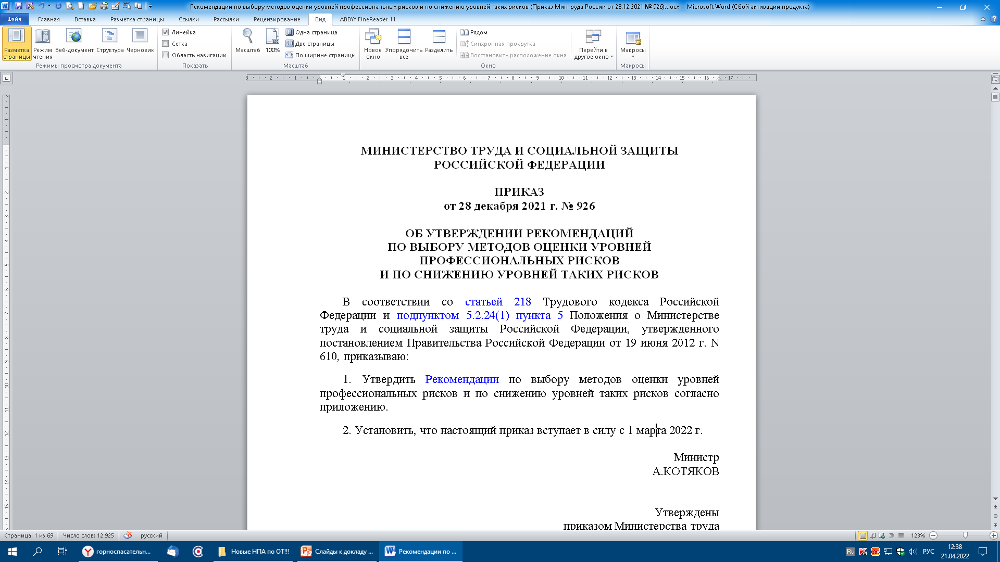 Рекомендации по выбору методов оценки уровней профессиональных рисков и по снижению уровней таких рисков (Приказ Минтруда России от 28.12.2021 № 926).docx - Microsoft Word (Сбой активации продукта)
Файл Главная Вставка Разметка страницы Ссылки Рассылки Рецензирование Вид ABBYY FineReader 11
Разметка страницы
Режим чтения
Веб-документ
Структура
Черновик
Режимы просмотра документа
Линейка
Сетка
Область навигации
Показать
Масштаб
100%
Одна страница
Две страницы
По ширине страницы
Масштаб
Новое окно
Упорядочить все
Разделить
Рядом
Синхронная прокрутка
Восстановить расположение окна
Окно
Перейти в другое окно
Макросы
Макросы
3 2 1 1 2 3 4 5 6 7 8 9 10 11 12 13 14 15 16 17
МИНИСТЕРСТВО ТРУДА И СОЦИАЛЬНОЙ ЗАЩИТЫ
РОССИЙСКОЙ ФЕДЕРАЦИИ
ПРИКАЗ
от 28 декабря 2021 г. № 926
ОБ УТВЕРЖДЕНИИ РЕКОМЕНДАЦИЙ
ПО ВЫБОРУ МЕТОДОВ ОЦЕНКИ УРОВНЕЙ
ПРОФЕССИОНАЛЬНЫХ РИСКОВ
И ПО СНИЖЕНИЮ УРОВНЕЙ ТАКИХ РИСКОВ
В соответствии со статьей 218 Трудового кодекса Российской
Федерации и подпунктом 5.2.24(1) пункта 5 Положения о Министерстве
труда и социальной защиты Российской Федерации, утвержденного
постановлением Правительства Российской Федерации от 19 июня 2012 г. N
610, приказываю:
1. Утвердить Рекомендации по выбору методов оценки уровней
профессиональных рисков и по снижению уровней таких рисков согласно
приложению.
2. Установить, что настоящий приказ вступает в силу с 1 марта 2022 г.
Министр
А.КОТЯКОВ
Утверждены
приказом Министерства труда
Страница: 1 из 69 Число слов: 12 925 русский 123%
горноспасательн... Новые НПА по ОТ!!! Слайды к докладу ... Рекомендации по ... Ru РУС 12:38
21.04.2022